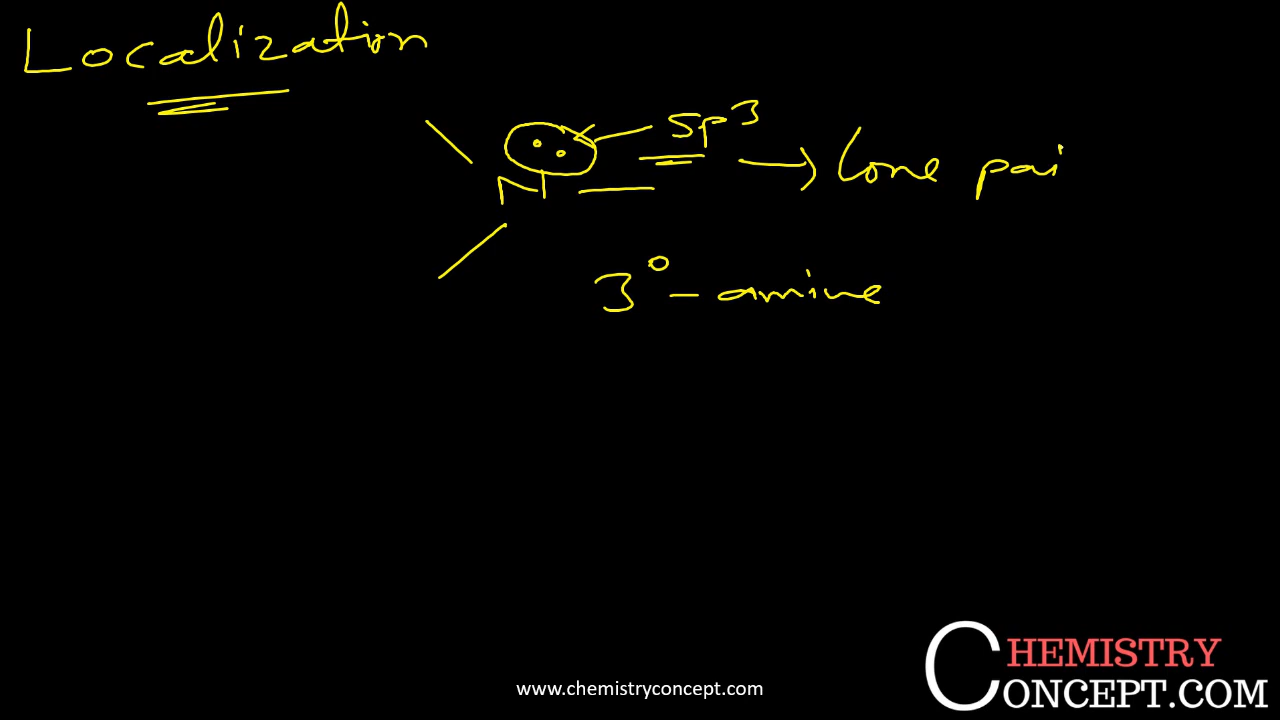 Localization
sp3 → lone pai
N
3° - amine
CHEMISTRY
CONCEPT.COM
www.chemistryconcept.com